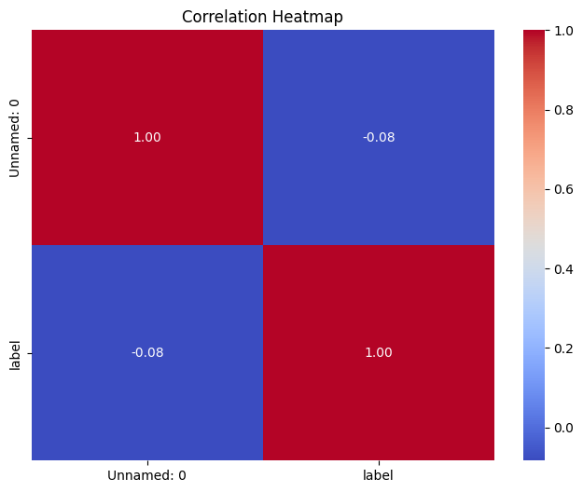 Correlation Heatmap
Unnamed: 0
label
1.00
-0.08
-0.08
1.00
Unnamed: 0
label
1.0
0.8
0.6
0.4
0.2
0.0